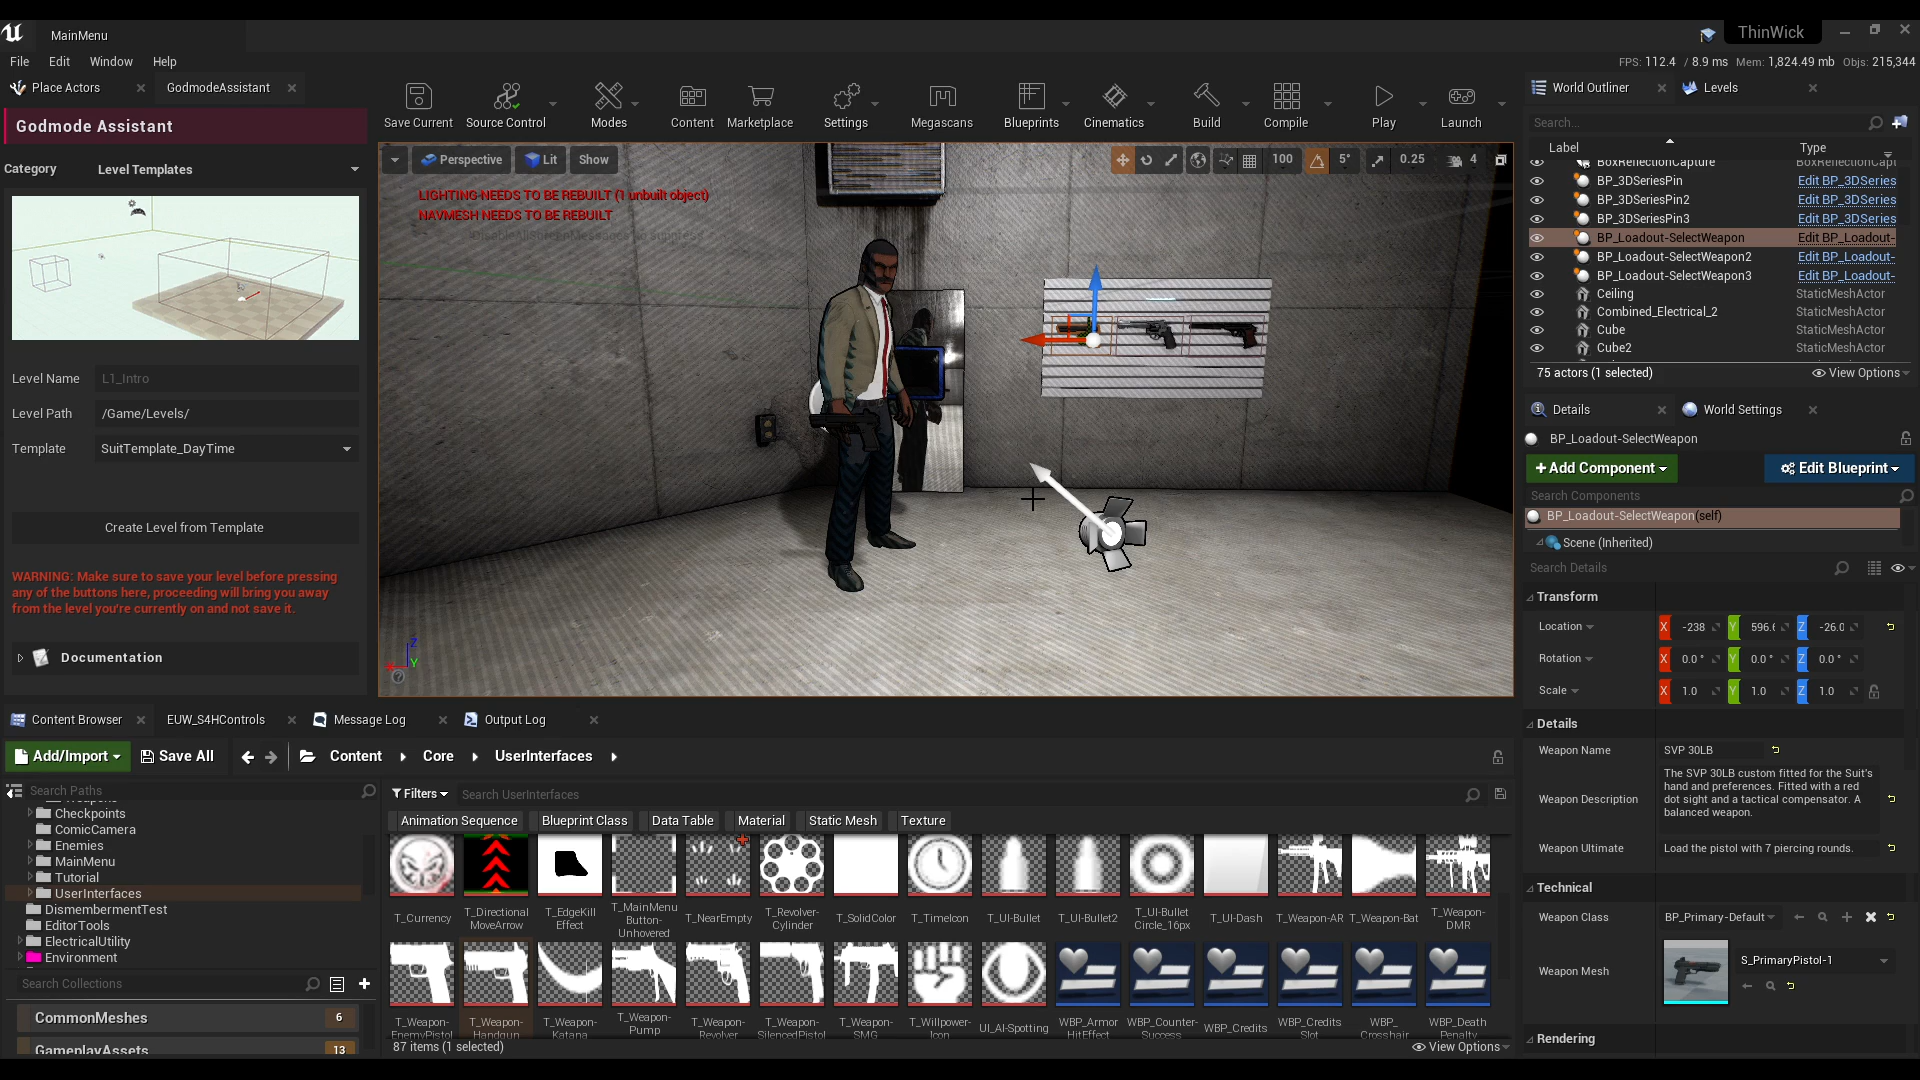 MainMenu
ThinWick
File Edit Window Help
FPS: 112.4 / 8.9 ms Mem: 1,824.49 mb Objs: 215,344
Place Actors
GodmodeAssistant
Godmode Assistant
Category
Level Templates
Level Name
L1_Intro
Level Path
/Game/Levels/
Template
SuitTemplate_DayTime
Create Level from Template
WARNING: Make sure to save your level before pressing
any of the buttons here, proceeding will bring you away
from the level you're currently on and not save it.
Documentation
Save Current
Source Control
Modes
Content
Marketplace
Settings
Megascans
Blueprints
Cinematics
Build
Compile
Play
Launch
Perspective
Lit
Show
100
5°
0.25
4
LIGHTING NEEDS TO BE REBUILT (1 unbuilt object)
NAVMESH NEEDS TO BE REBUILT
Z
Y
World Outliner
Levels
Search...
Label
Type
BoxReflectionCapture BoxReflectionCapt
BP_3DSeriesPin Edit BP_3DSeries
BP_3DSeriesPin2 Edit BP_3DSeries
BP_3DSeriesPin3 Edit BP_3DSeries
BP_Loadout-SelectWeapon Edit BP_Loadout-
BP_Loadout-SelectWeapon2 Edit BP_Loadout-
BP_Loadout-SelectWeapon3 Edit BP_Loadout-
Ceiling StaticMeshActor
Combined_Electrical_2 StaticMeshActor
Cube StaticMeshActor
Cube2 StaticMeshActor
75 actors (1 selected)
View Options
Details
World Settings
BP_Loadout-SelectWeapon
+Add Component
Edit Blueprint
Search Components
BP_Loadout-SelectWeapon(self)
Scene (Inherited)
Search Details
Transform
Location X -238 Y 596.6 Z -26.0
Rotation X 0.0 ° Y 0.0 ° Z 0.0 °
Scale X 1.0 Y 1.0 Z 1.0
Details
Weapon Name
SVP 30LB
Weapon Description
The SVP 30LB custom fitted for the Suit's
hand and preferences. Fitted with a red
dot sight and a tactical compensator. A
balanced weapon.
Weapon Ultimate
Load the pistol with 7 piercing rounds.
Technical
Weapon Class
BP_Primary-Default
Weapon Mesh
S_PrimaryPistol-1
Rendering
Content Browser
EUW_S4HControls
Message Log
Output Log
Add/Import
Save All
Content
Core
UserInterfaces
Search Paths
Weapons
Checkpoints
ComicCamera
Enemies
MainMenu
Tutorial
UserInterfaces
DismembermentTest
EditorTools
ElectricalUtility
Environment
Search Collections
CommonMeshes 6
GameplayAssets 13
Filters
Search UserInterfaces
Animation Sequence
Blueprint Class
Data Table
Material
Static Mesh
Texture
T_Currency
T_Directional
MoveArrow
T_EdgeKill
Effect
T_MainMenu
Button-
Unhovered
T_NearEmpty
T_Revolver-
Cylinder
T_SolidColor
T_TimeIcon
T_UI-Bullet
T_UI-Bullet2
T_UI-Bullet
Circle_16px
T_UI-Dash
T_Weapon-AR
T_Weapon-Bat
T_Weapon-
DMR
T_Weapon-
EnemyPistol
T_Weapon-
Handgun
T_Weapon-
Katana
T_Weapon-
Pump
T_Weapon-
Revolver
T_Weapon-
SilencedPistol
T_Weapon-
SMG
T_Willpower-
Icon
UI_AI-Spotting
WBP_Armor
HitEffect
WBP_Counter-
Success
WBP_Credits
WBP_Credits
Slot
WBP_
Crosshair
WBP_Death
Penalty
87 items (1 selected)
View Options